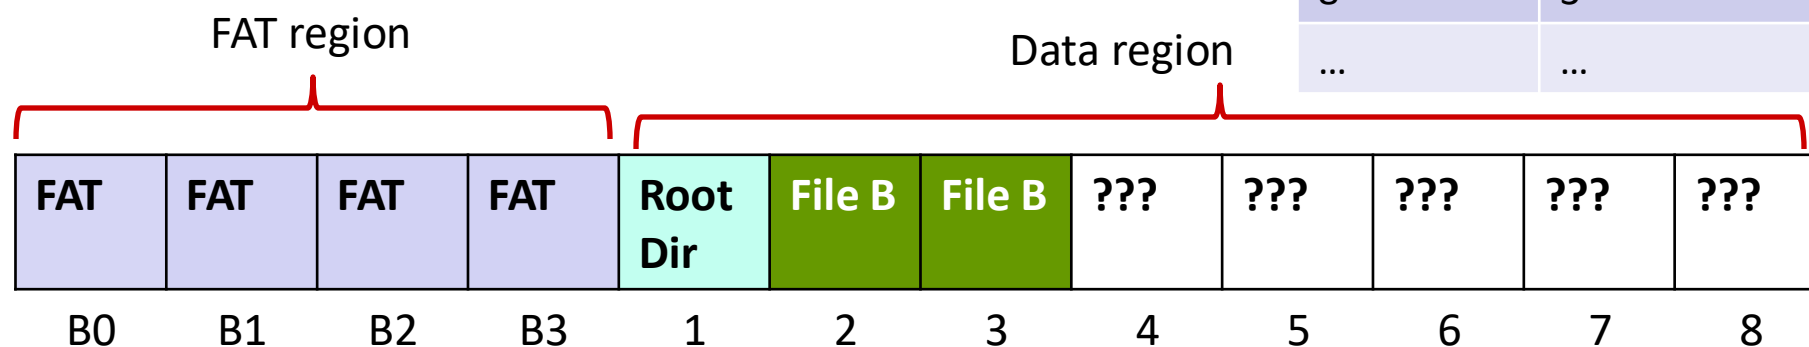 FAT region
Data region
… …
FAT FAT FAT FAT Root Dir File B File B ??? ??? ??? ??? ???
B0 B1 B2 B3 1 2 3 4 5 6 7 8